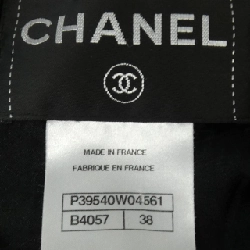 CHANEL
MADE IN FRANCE
FABRIQUE EN FRANCE
P39540W04561
B4057 38